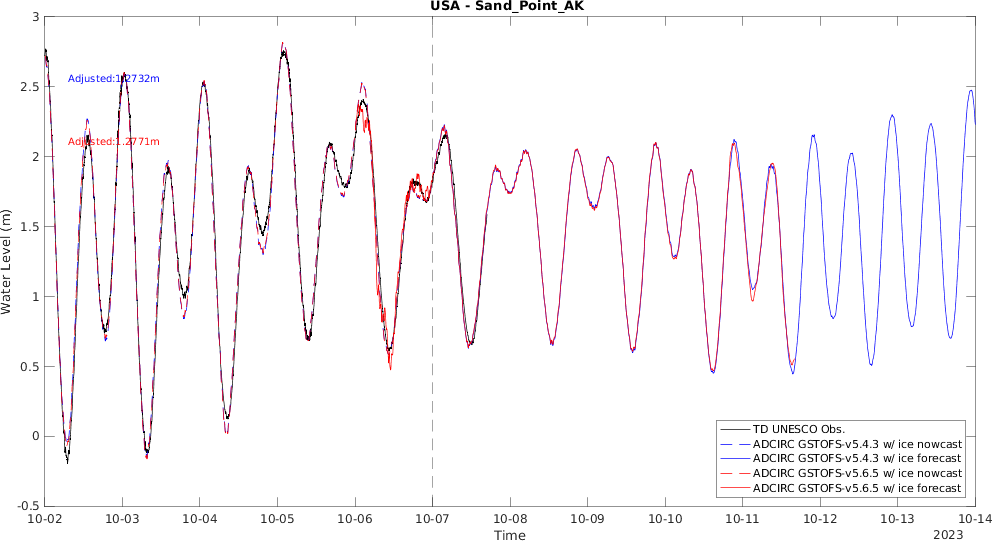 USA - Sand_Point_AK
3
2.5
2
1.5
1
0.5
0
-0.5
Water Level (m)
Adjusted:1.2732m
Adjusted:1.2771m
TD UNESCO Obs.
ADCIRC GSTOFS-v5.4.3 w/ ice nowcast
ADCIRC GSTOFS-v5.4.3 w/ ice forecast
ADCIRC GSTOFS-v5.6.5 w/ ice nowcast
ADCIRC GSTOFS-v5.6.5 w/ ice forecast
10-02 10-03 10-04 10-05 10-06 10-07 10-08 10-09 10-10 10-11 10-12 10-13 10-14
Time
2023